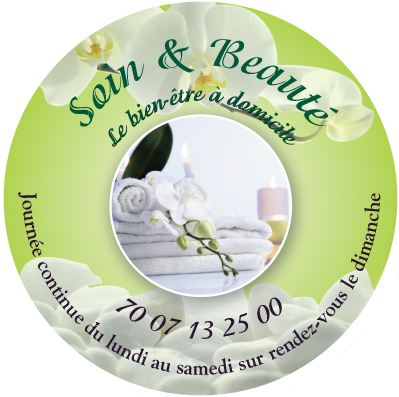 Soin & Beauté
Le bien-être à domicile
70 07 13 25 00
Journée continue du lundi au samedi sur rendez-vous le dimanche